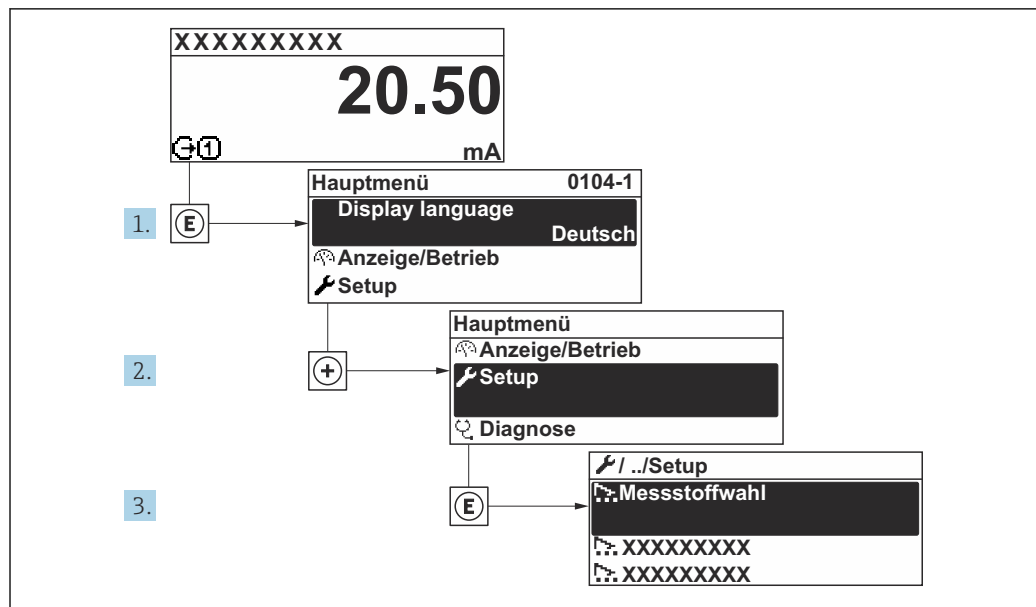 XXXXXXXXX
20.50
1
mA
1.
E
Hauptmenü 0104-1
Display language
Deutsch
Anzeige/Betrieb
Setup
2.
+
Hauptmenü
Anzeige/Betrieb
Setup
Diagnose
3.
E
/ ../Setup
Messstoffwahl
XXXXXXXXX
XXXXXXXXX